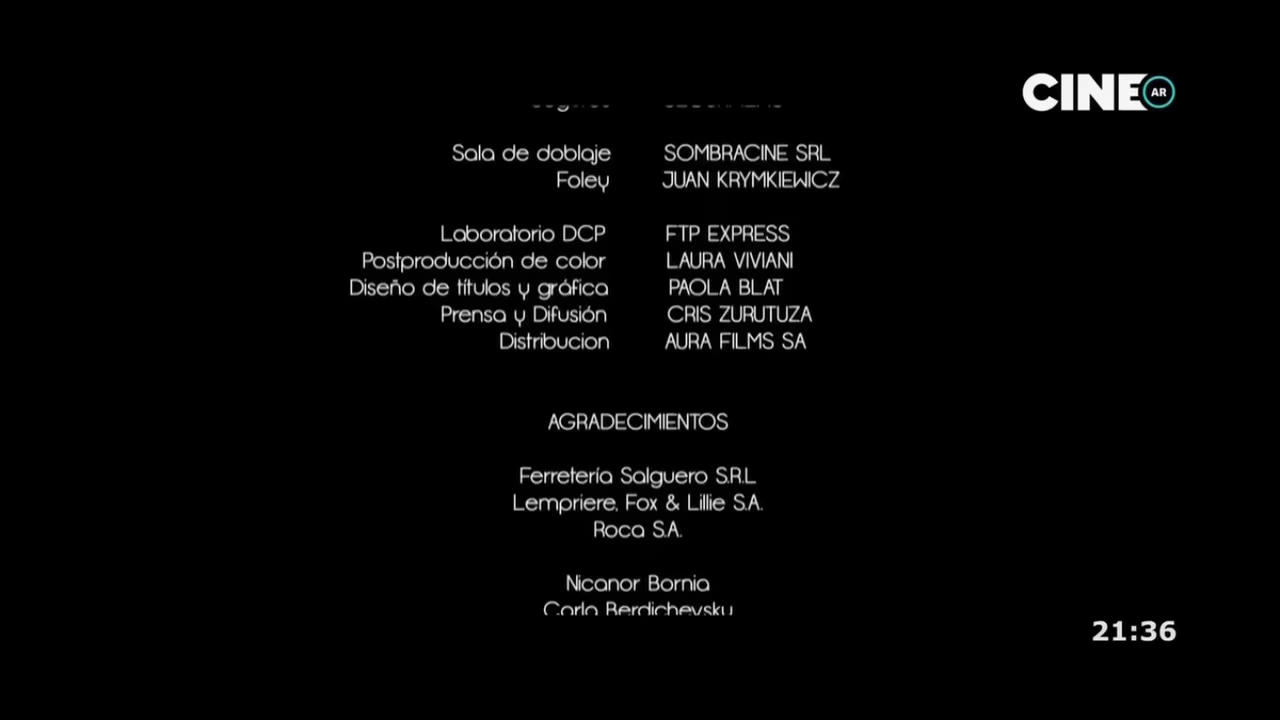 CINE AR
Sala de doblaje SOMBRACINE SRL
Foley JUAN KRYMKIEWICZ
Laboratorio DCP FTP EXPRESS
Postproducción de color LAURA VIVIANI
Diseño de títulos y gráfica PAOLA BLAT
Prensa y Difusión CRIS ZURUTUZA
Distribucion AURA FILMS SA
AGRADECIMIENTOS
Ferretería Salguero S.R.L
Lempriere, Fox & Lillie S.A.
Roca S.A.
Nicanor Bornia
Carla Berdichevsky
21:36